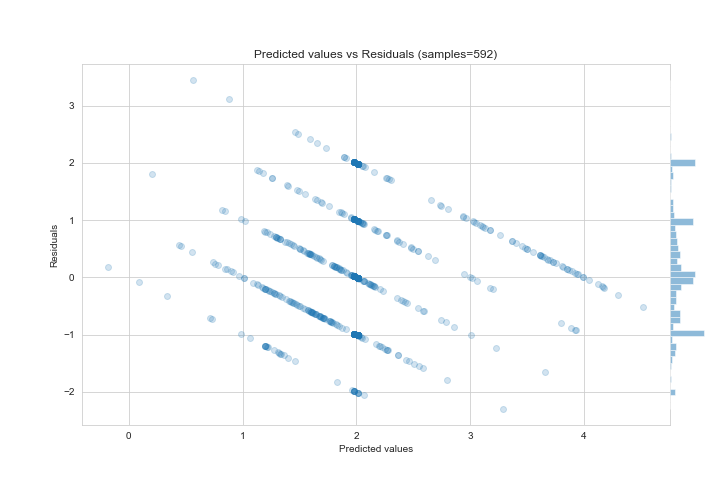 Predicted values vs Residuals (samples=592)
3
2
1
0
−1
−2
Residuals
0 1 2 3 4
Predicted values